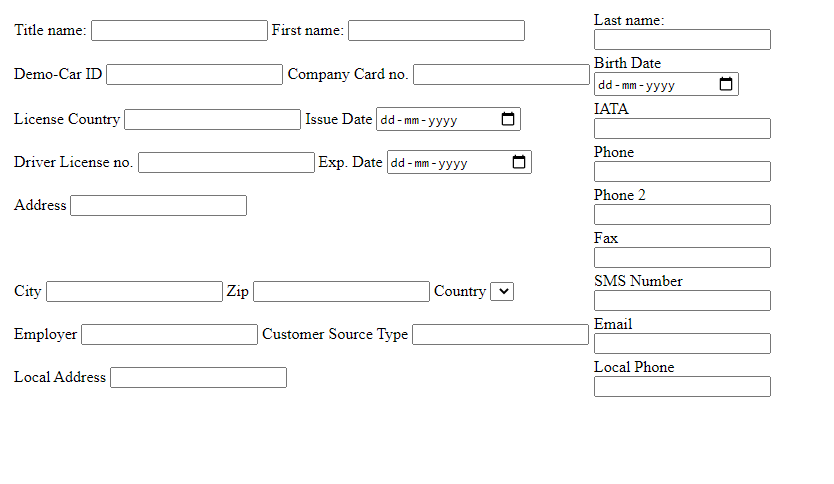 Title name: First name: Last name:
Demo-Car ID Company Card no. Birth Date
dd-mm-yyyy
License Country Issue Date dd-mm-yyyy IATA
Driver License no. Exp. Date dd-mm-yyyy Phone
Address Phone 2
Fax
City Zip Country SMS Number
Employer Customer Source Type Email
Local Address Local Phone